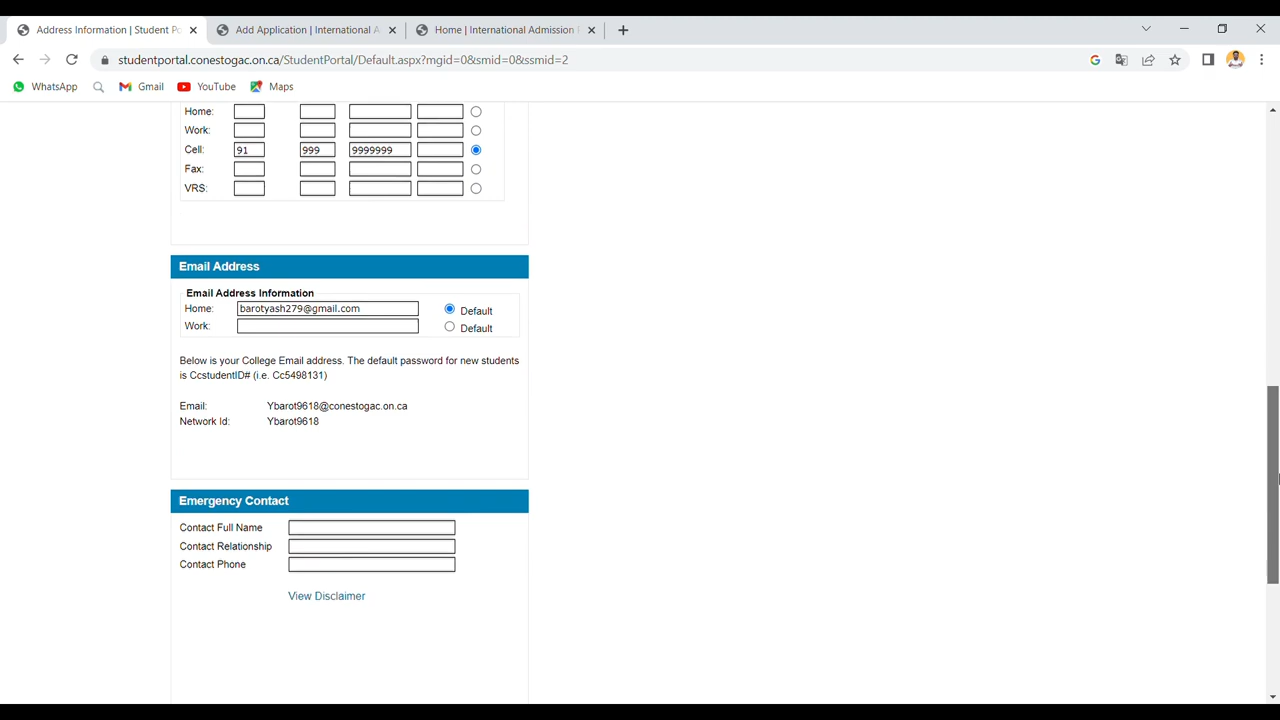 Address Information | Student Po
Add Application | International A
Home | International Admission
studentportal.conestogac.on.ca/StudentPortal/Default.aspx?mgid=0&smid=0&ssmid=2
WhatsApp
Gmail
YouTube
Maps
Home:
Work:
Cell: 91 999 9999999
Fax:
VRS:
Email Address
Email Address Information
Home: barotyash279@gmail.com Default
Work: Default
Below is your College Email address. The default password for new students
is CcstudentID# (i.e. Cc5498131)
Email: Ybarot9618@conestogac.on.ca
Network Id: Ybarot9618
Emergency Contact
Contact Full Name
Contact Relationship
Contact Phone
View Disclaimer